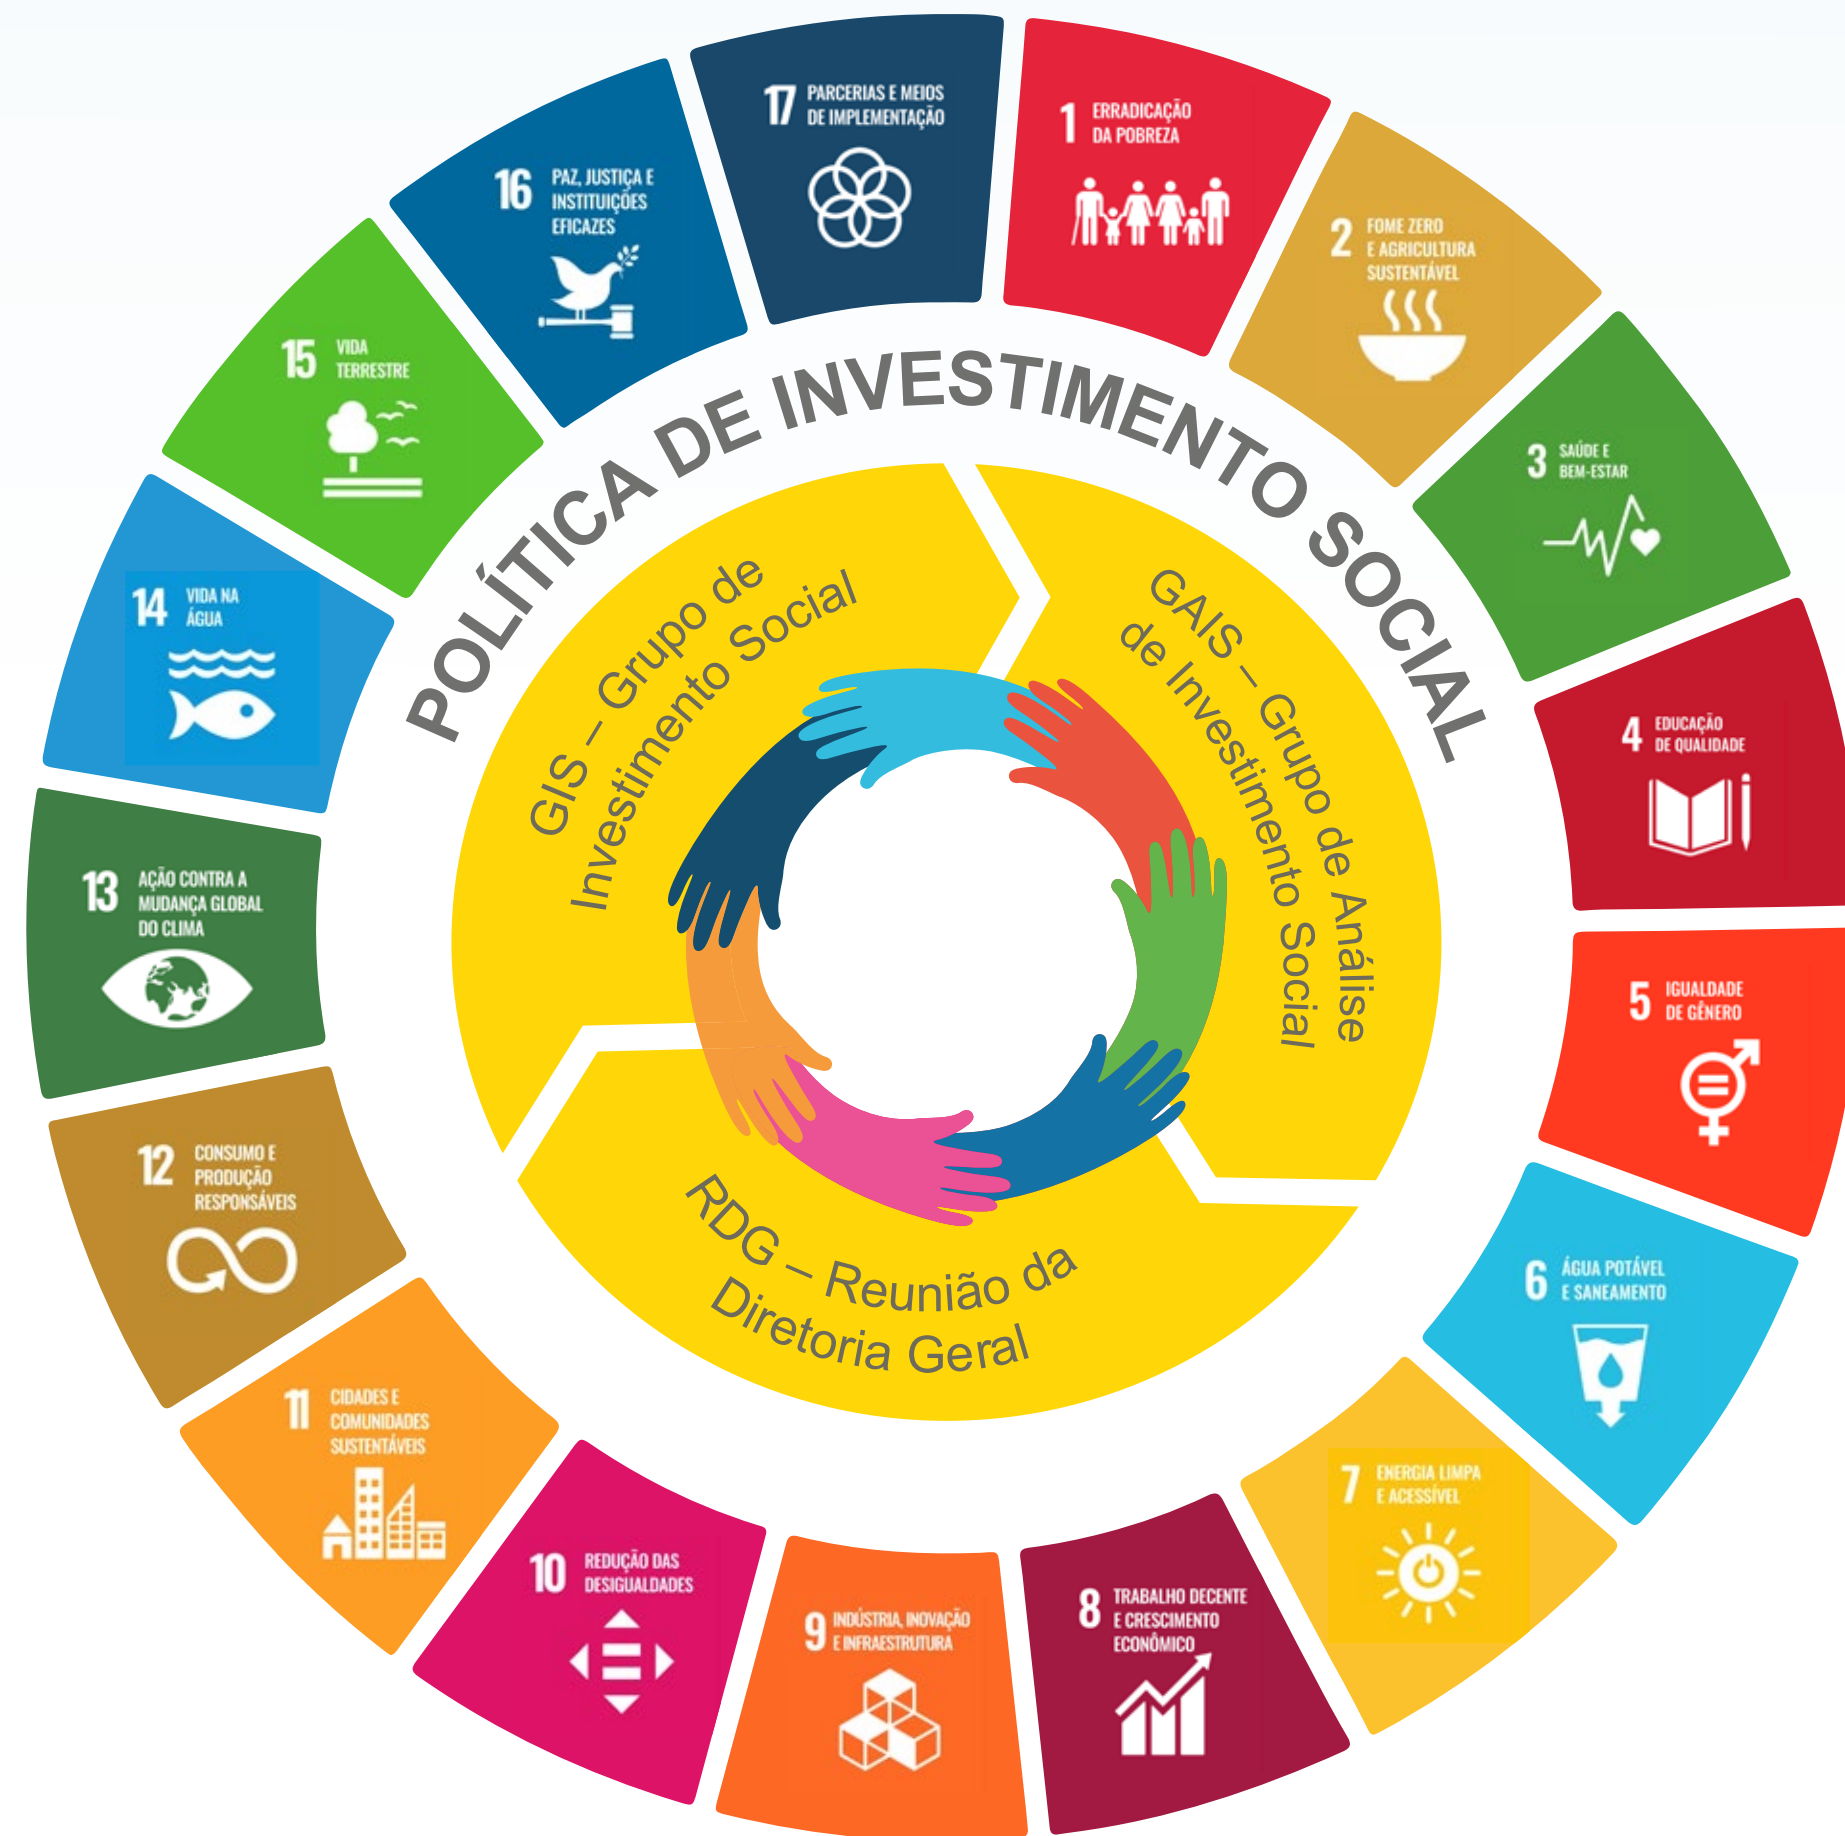 17 PARCERIAS E MEIOS
DE IMPLEMENTAÇÃO
1 ERRADICAÇÃO
DA POBREZA
2 FOME ZERO
E AGRICULTURA
SUSTENTÁVEL
3 SAÚDE E
BEM-ESTAR
4 EDUCAÇÃO
DE QUALIDADE
5 IGUALDADE
DE GÊNERO
6 ÁGUA POTÁVEL
E SANEAMENTO
7 ENERGIA LIMPA
E ACESSÍVEL
8 TRABALHO DECENTE
E CRESCIMENTO
ECONÔMICO
9 INDÚSTRIA, INOVAÇÃO
E INFRAESTRUTURA
10 REDUÇÃO DAS
DESIGUALDADES
11 CIDADES E
COMUNIDADES
SUSTENTÁVEIS
12 CONSUMO E
PRODUÇÃO
RESPONSÁVEIS
13 AÇÃO CONTRA A
MUDANÇA GLOBAL
DO CLIMA
14 VIDA NA
ÁGUA
15 VIDA
TERRESTRE
16 PAZ, JUSTIÇA E
INSTITUIÇÕES
EFICAZES
POLÍTICA DE INVESTIMENTO SOCIAL
GIS – Grupo de
Investimento Social
GAIS – Grupo de Análise
de Investimento Social
RDG – Reunião da
Diretoria Geral